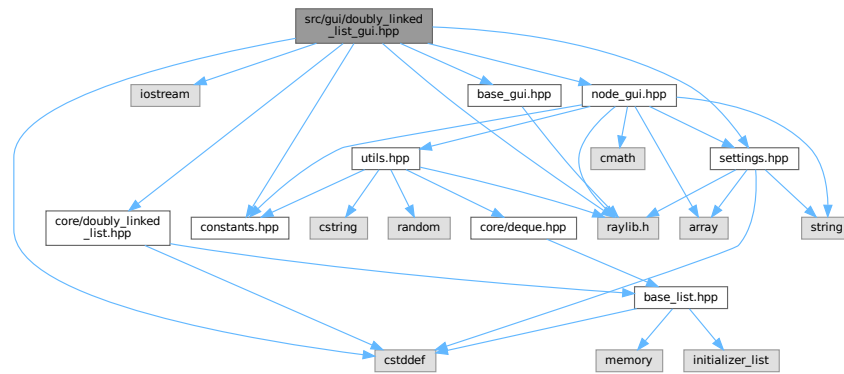 src/gui/doubly_linked
_list_gui.hpp
iostream
base_gui.hpp
node_gui.hpp
utils.hpp
cmath
settings.hpp
core/doubly_linked
_list.hpp
constants.hpp
cstring
random
core/deque.hpp
raylib.h
array
string
base_list.hpp
cstddef
memory
initializer_list